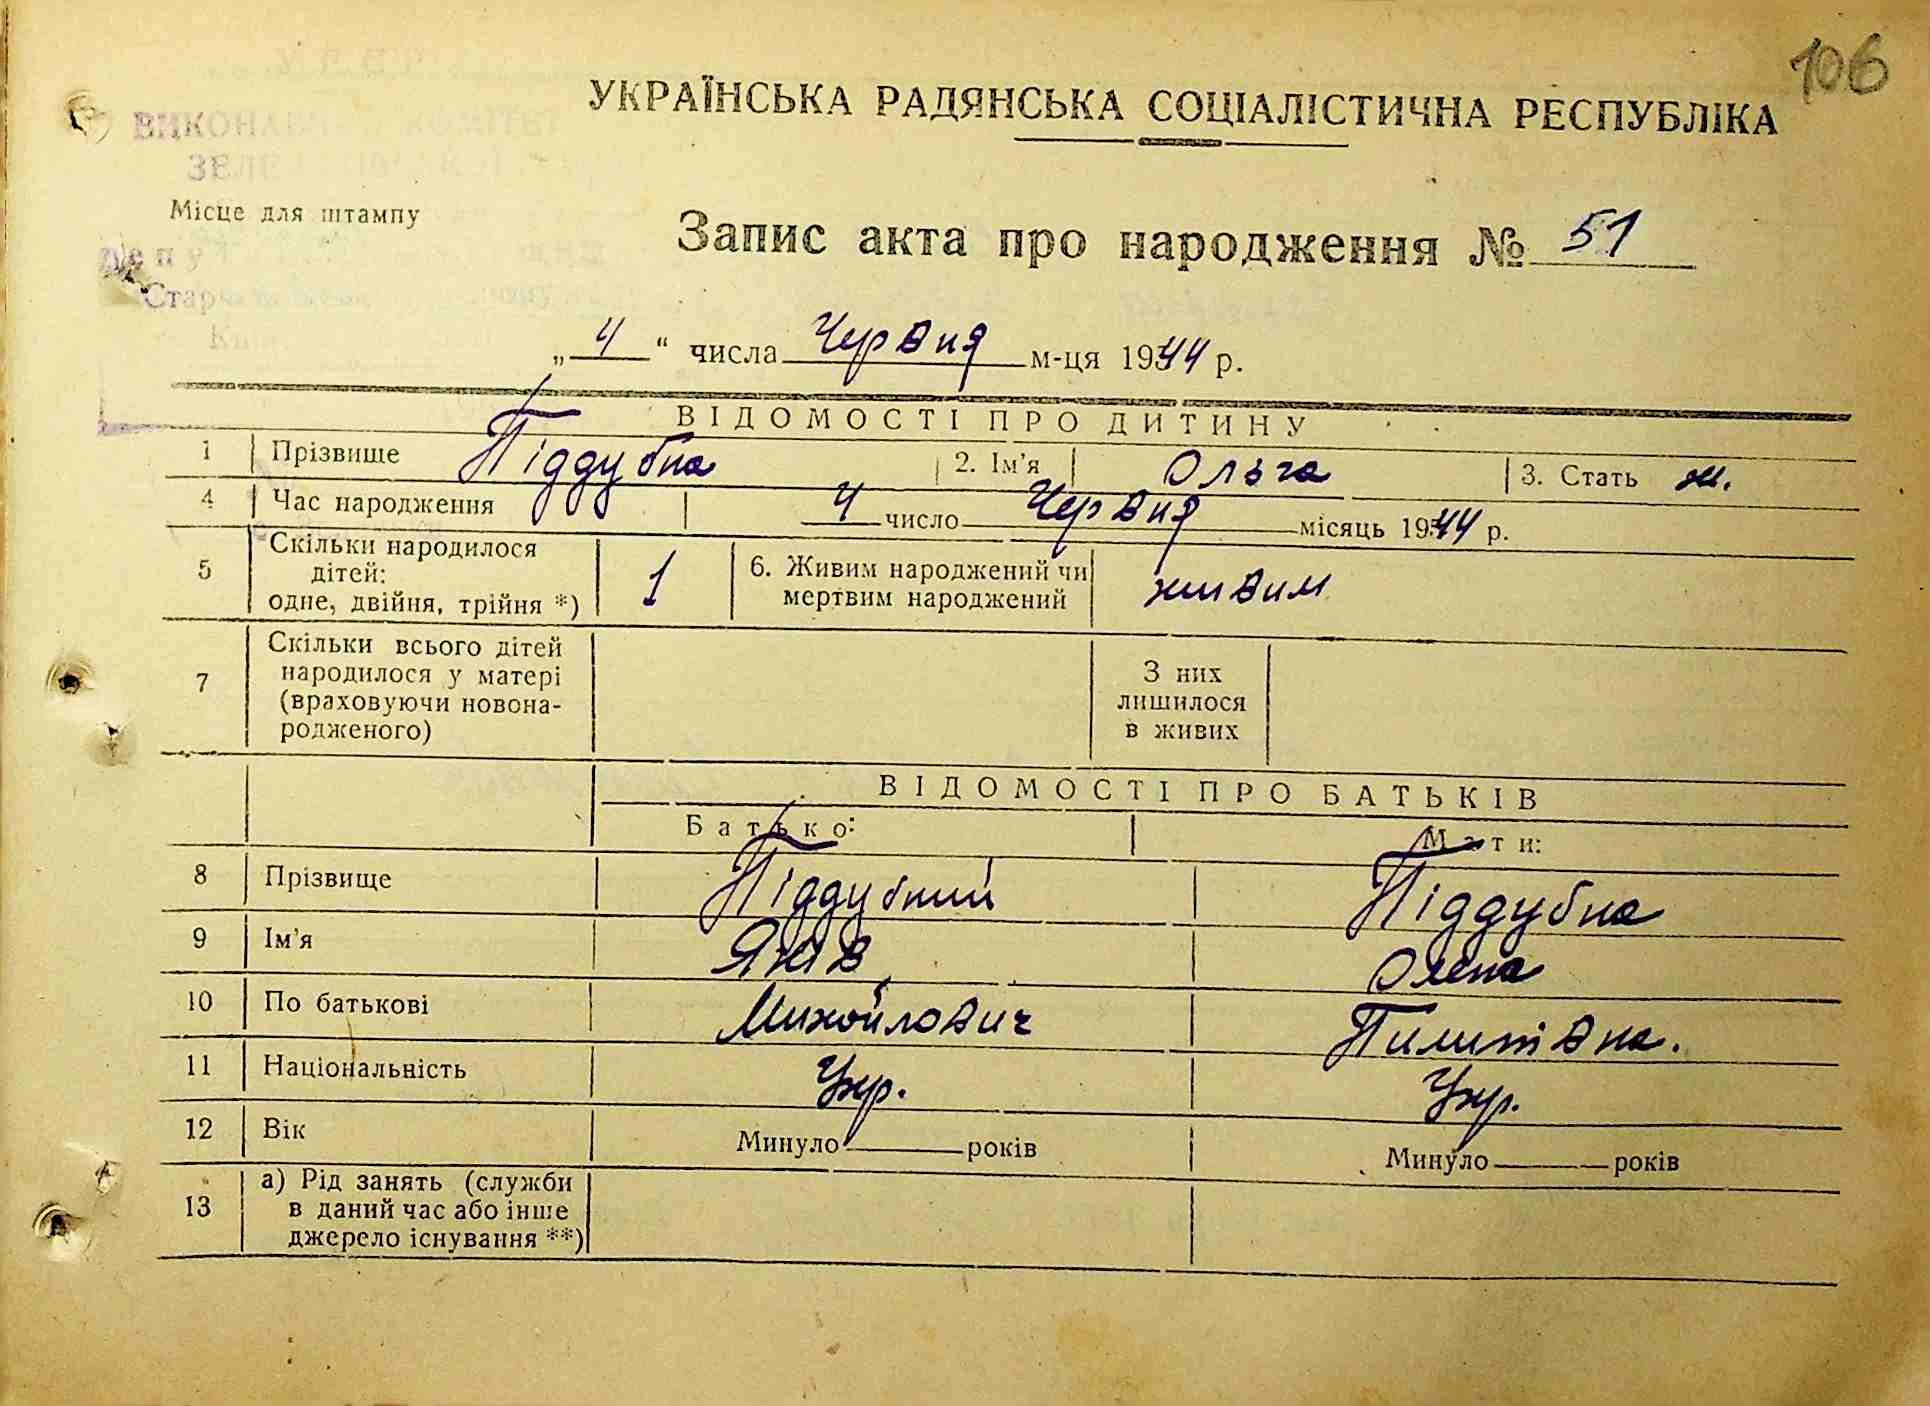 106
УКРАЇНСЬКА РАДЯНСЬКА СОЦІАЛІСТИЧНА РЕСПУБЛІКА
Місце для штампу
Запис акта про народження № 51
„ 4 “ числа Червня м-ця 1944 р.
ВІДОМОСТІ ПРО ДИТИНУ
1 Прізвище Піддубна 2. Ім'я Ольга 3. Стать ж.
4 Час народження 4 число Червня місяць 1944 р.
5 Скільки народилося дітей: одне, двійня, трійня *) 1 6. Живим народжений чи мертвим народжений живим
7 Скільки всього дітей народилося у матері (враховуючи новона-родженого) З них лишилося в живих
ВІДОМОСТІ ПРО БАТЬКІВ
Батько: Мати:
8 Прізвище Піддубний Піддубна
9 Ім'я Яків Олена
10 По батькові Михайлович Пилипівна.
11 Національність Укр. Укр.
12 Вік Минуло років Минуло років
13 а) Рід занять (служби в даний час або інше джерело існування **)